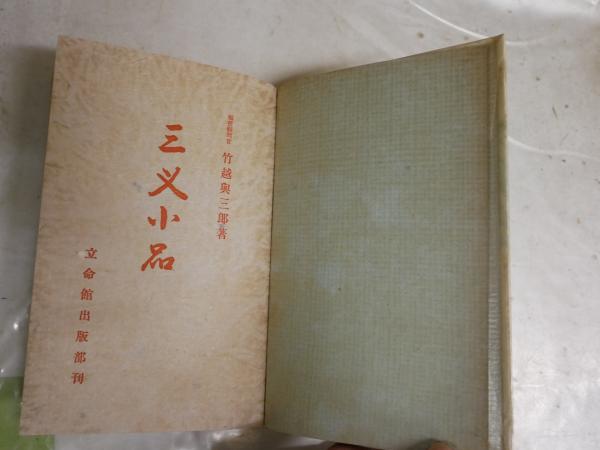 竹越與三郎著
三叉小品
立命館出版部刊